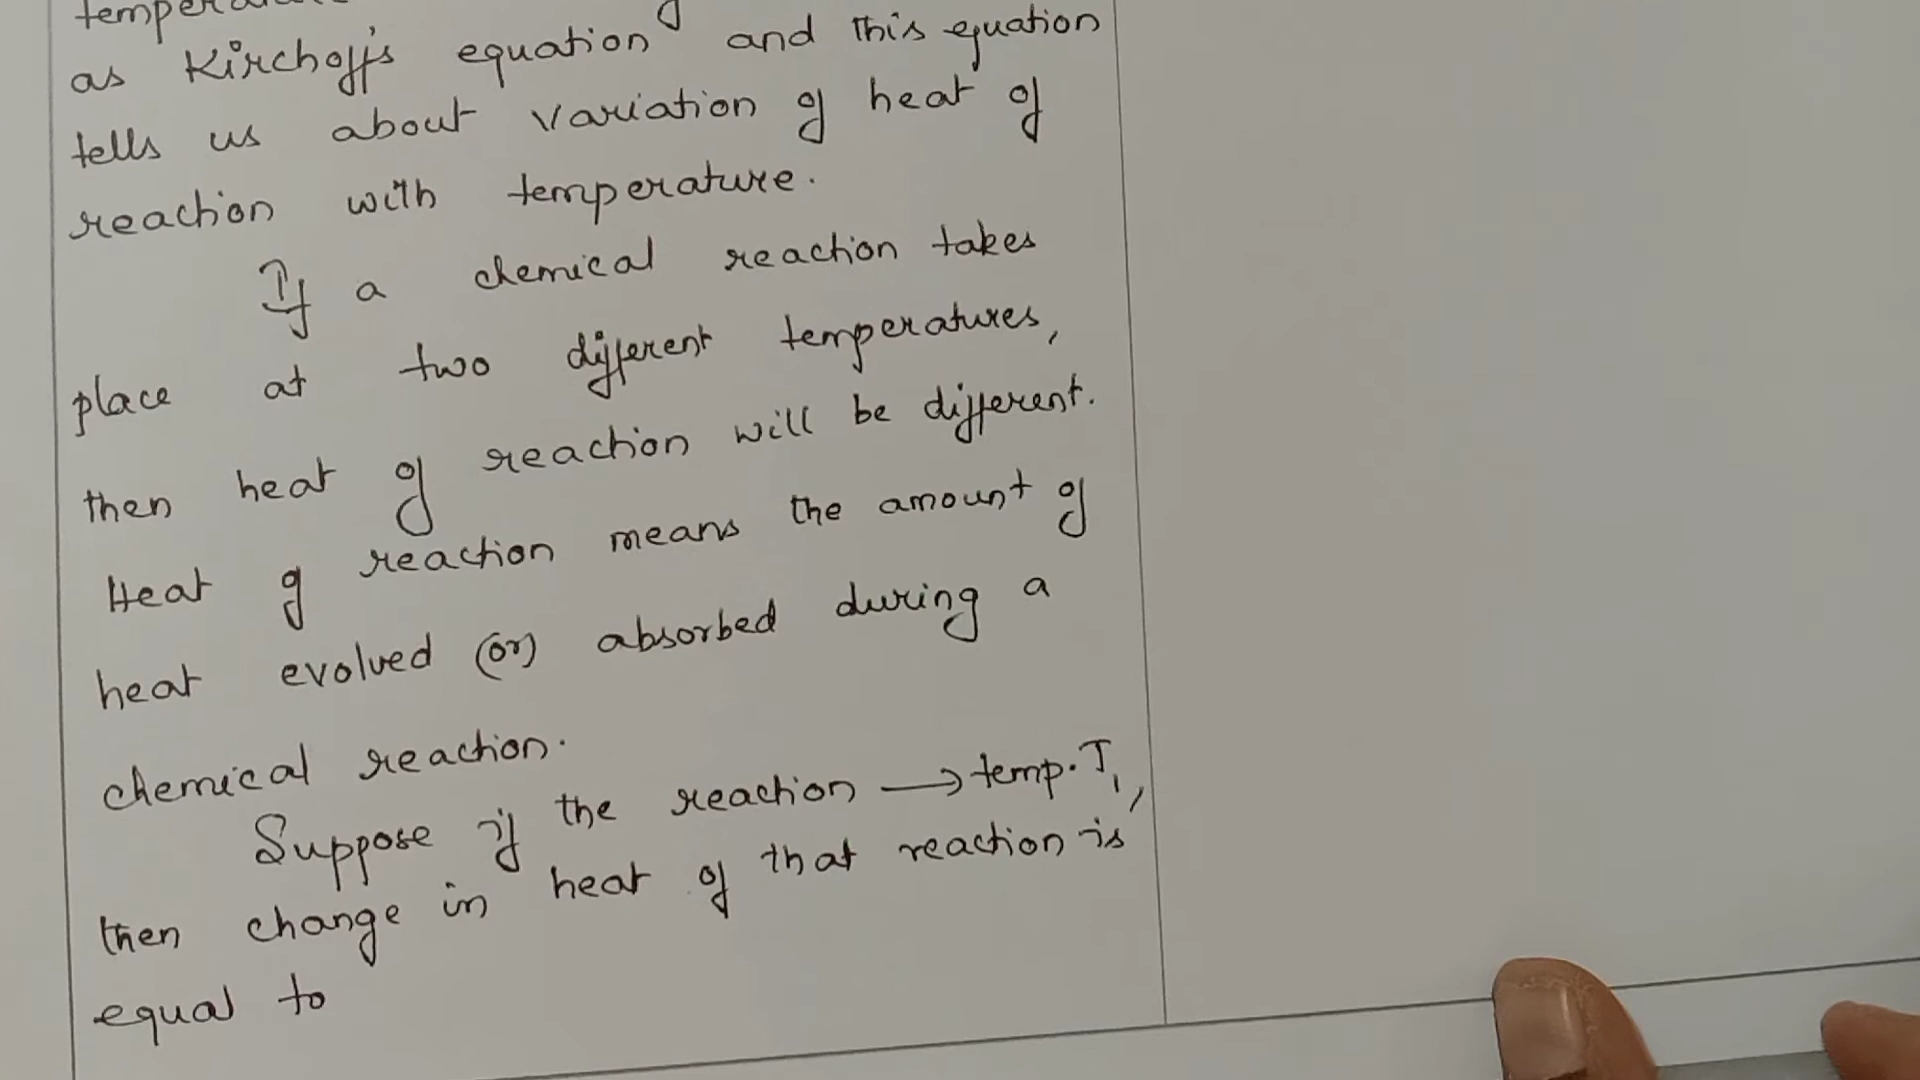 as Kirchoff's equation and this equation
tells us about variation of heat of
reaction with temperature.
If a chemical reaction takes
place at two different temperatures,
then heat of reaction will be different.
Heat of reaction means the amount of
heat evolved (or) absorbed during a
chemical reaction.
Suppose if the reaction → temp. T₁,
then change in heat of that reaction is
equal to